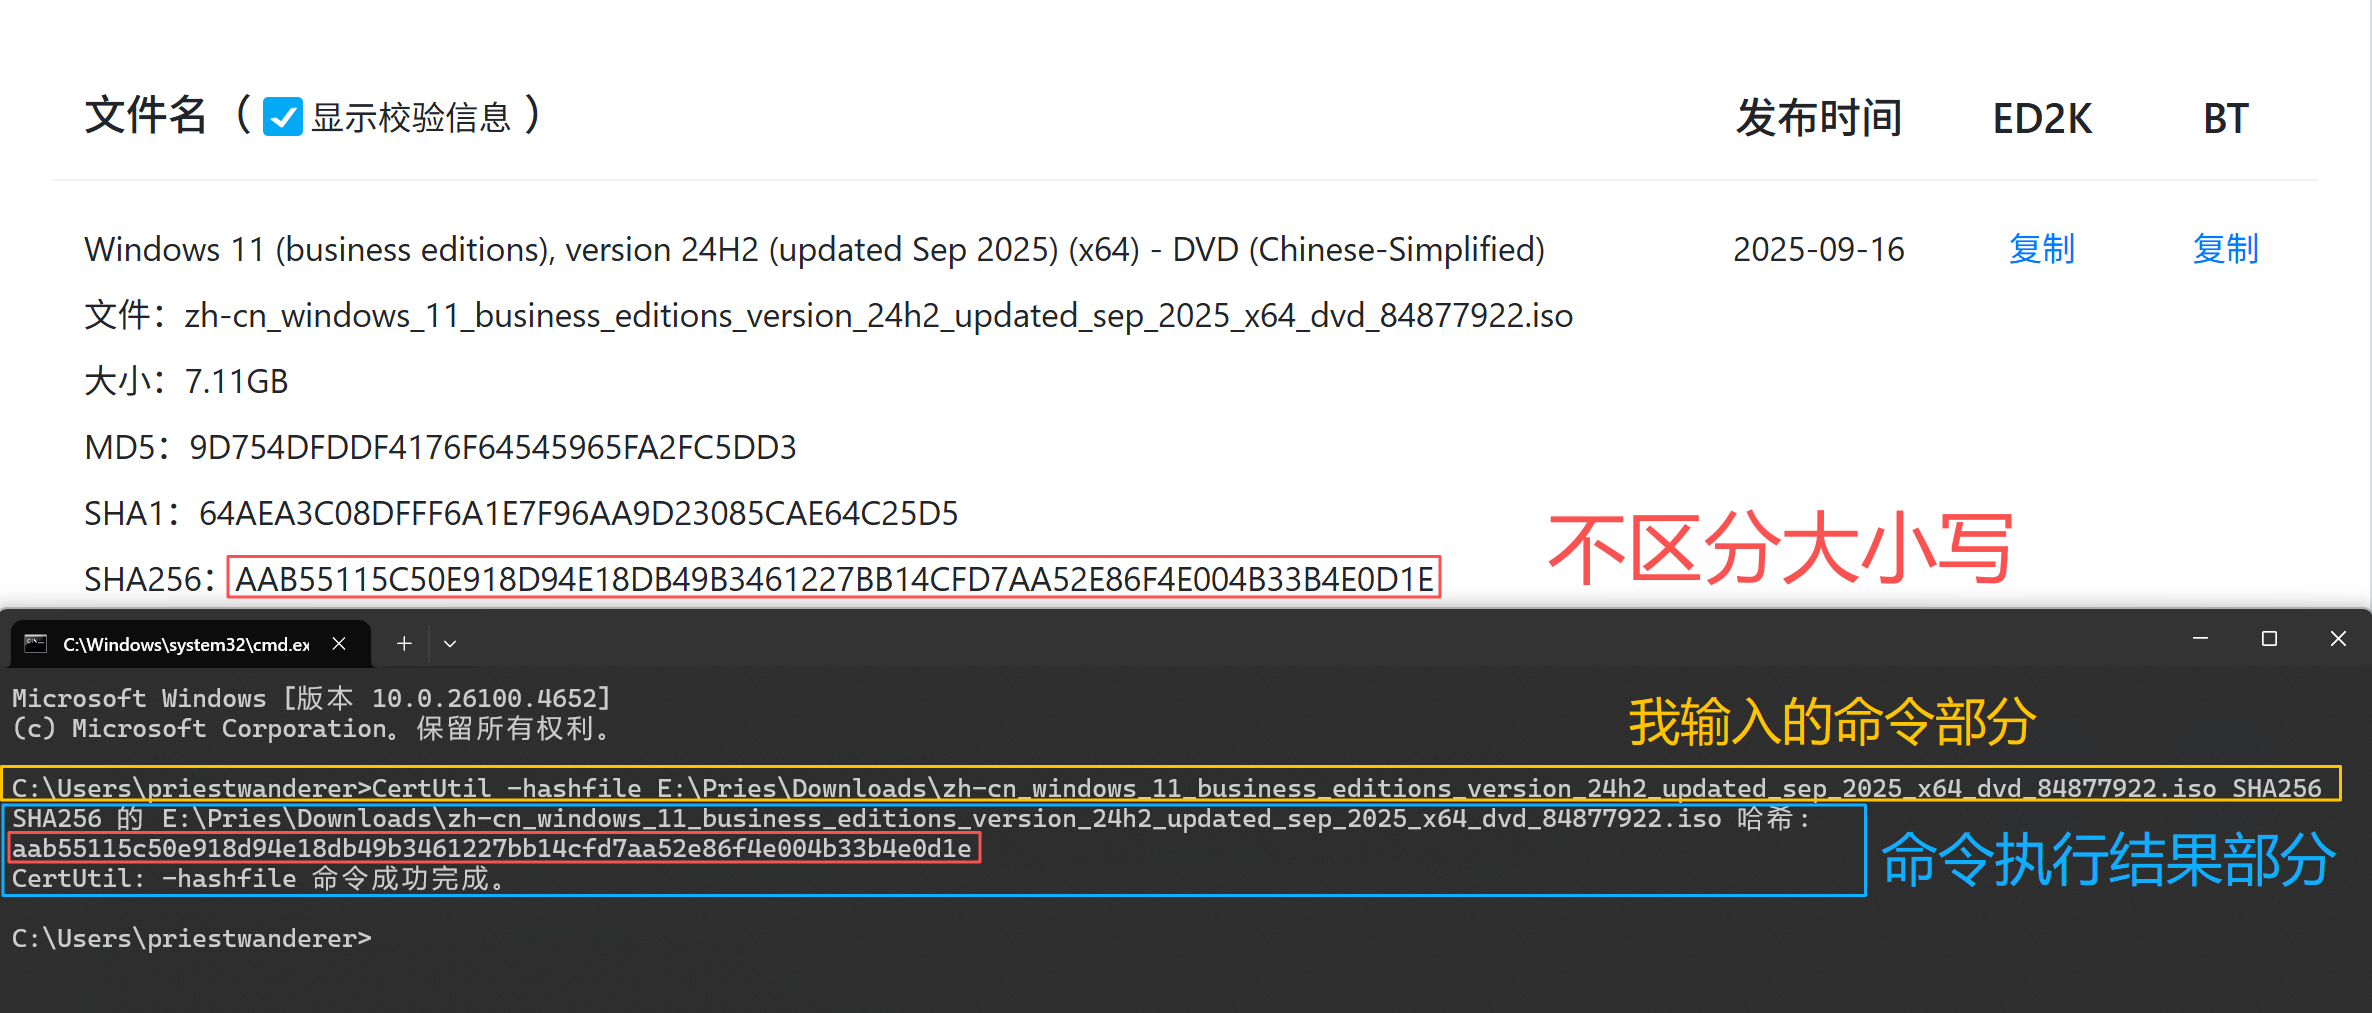 文件名（ 显示校验信息 ）
发布时间
ED2K
BT
Windows 11 (business editions), version 24H2 (updated Sep 2025) (x64) - DVD (Chinese-Simplified)
2025-09-16
复制
复制
文件：zh-cn_windows_11_business_editions_version_24h2_updated_sep_2025_x64_dvd_84877922.iso
大小：7.11GB
MD5：9D754DFDDF4176F64545965FA2FC5DD3
SHA1：64AEA3C08DFFF6A1E7F96AA9D23085CAE64C25D5
SHA256：AAB55115C50E918D94E18DB49B3461227BB14CFD7AA52E86F4E004B33B4E0D1E
不区分大小写
C:\Windows\system32\cmd.ex
Microsoft Windows [版本 10.0.26100.4652]
(c) Microsoft Corporation。保留所有权利。
我输入的命令部分
C:\Users\priestwanderer>CertUtil -hashfile E:\Pries\Downloads\zh-cn_windows_11_business_editions_version_24h2_updated_sep_2025_x64_dvd_84877922.iso SHA256
SHA256 的 E:\Pries\Downloads\zh-cn_windows_11_business_editions_version_24h2_updated_sep_2025_x64_dvd_84877922.iso 哈希:
aab55115c50e918d94e18db49b3461227bb14cfd7aa52e86f4e004b33b4e0d1e
CertUtil: -hashfile 命令成功完成。
命令执行结果部分
C:\Users\priestwanderer>